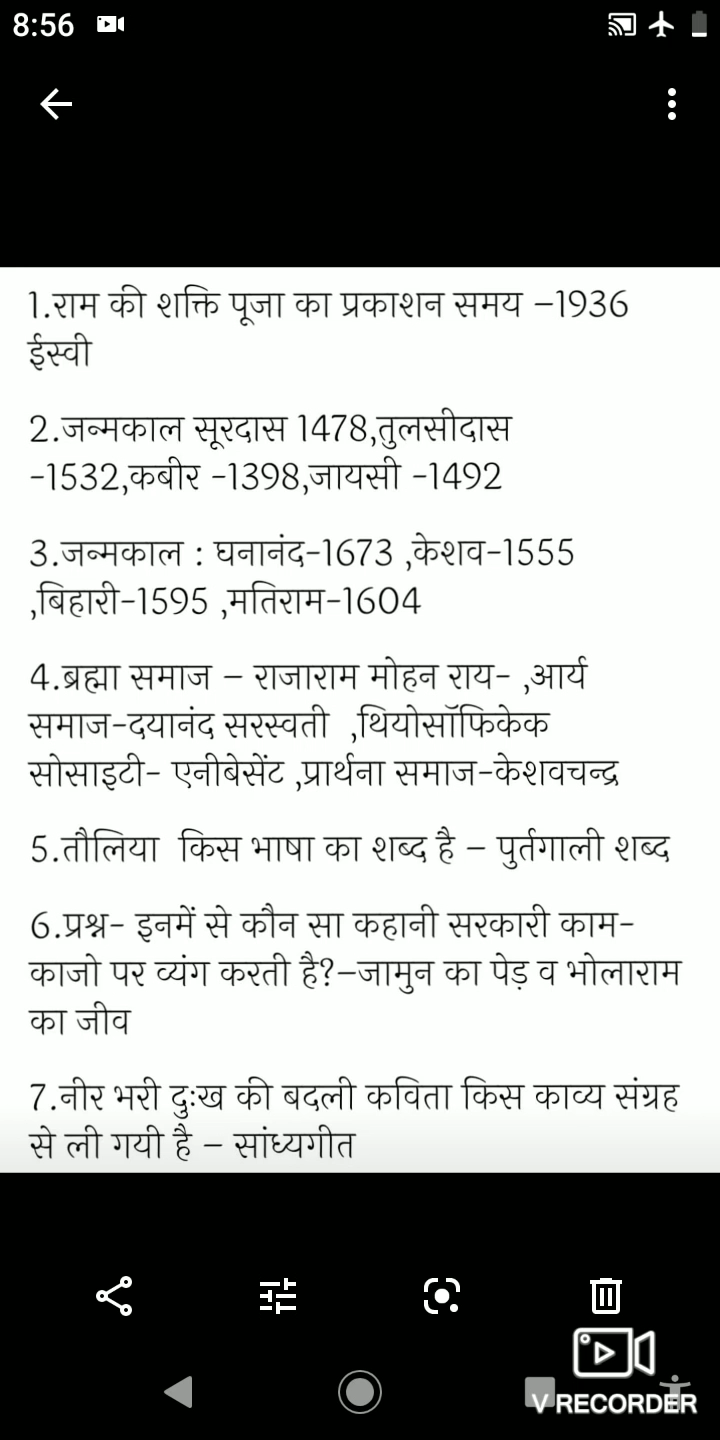 8:56
1.राम की शक्ति पूजा का प्रकाशन समय –1936
ईस्वी
2.जन्मकाल सूरदास 1478,तुलसीदास
-1532,कबीर -1398,जायसी -1492
3.जन्मकाल : घनानंद-1673 ,केशव-1555
,बिहारी-1595 ,मतिराम-1604
4.ब्रह्मा समाज – राजाराम मोहन राय- ,आर्य
समाज-दयानंद सरस्वती ,थियोसॉफिकेक
सोसाइटी- एनीबेसेंट ,प्रार्थना समाज-केशवचन्द्र
5.तौलिया किस भाषा का शब्द है – पुर्तगाली शब्द
6.प्रश्न- इनमें से कौन सा कहानी सरकारी काम-
काजो पर व्यंग करती है?–जामुन का पेड़ व भोलाराम
का जीव
7.नीर भरी दुःख की बदली कविता किस काव्य संग्रह
से ली गयी है – सांध्यगीत
V RECORDER